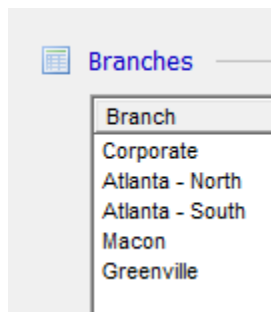 Branches
Branch
Corporate
Atlanta - North
Atlanta - South
Macon
Greenville